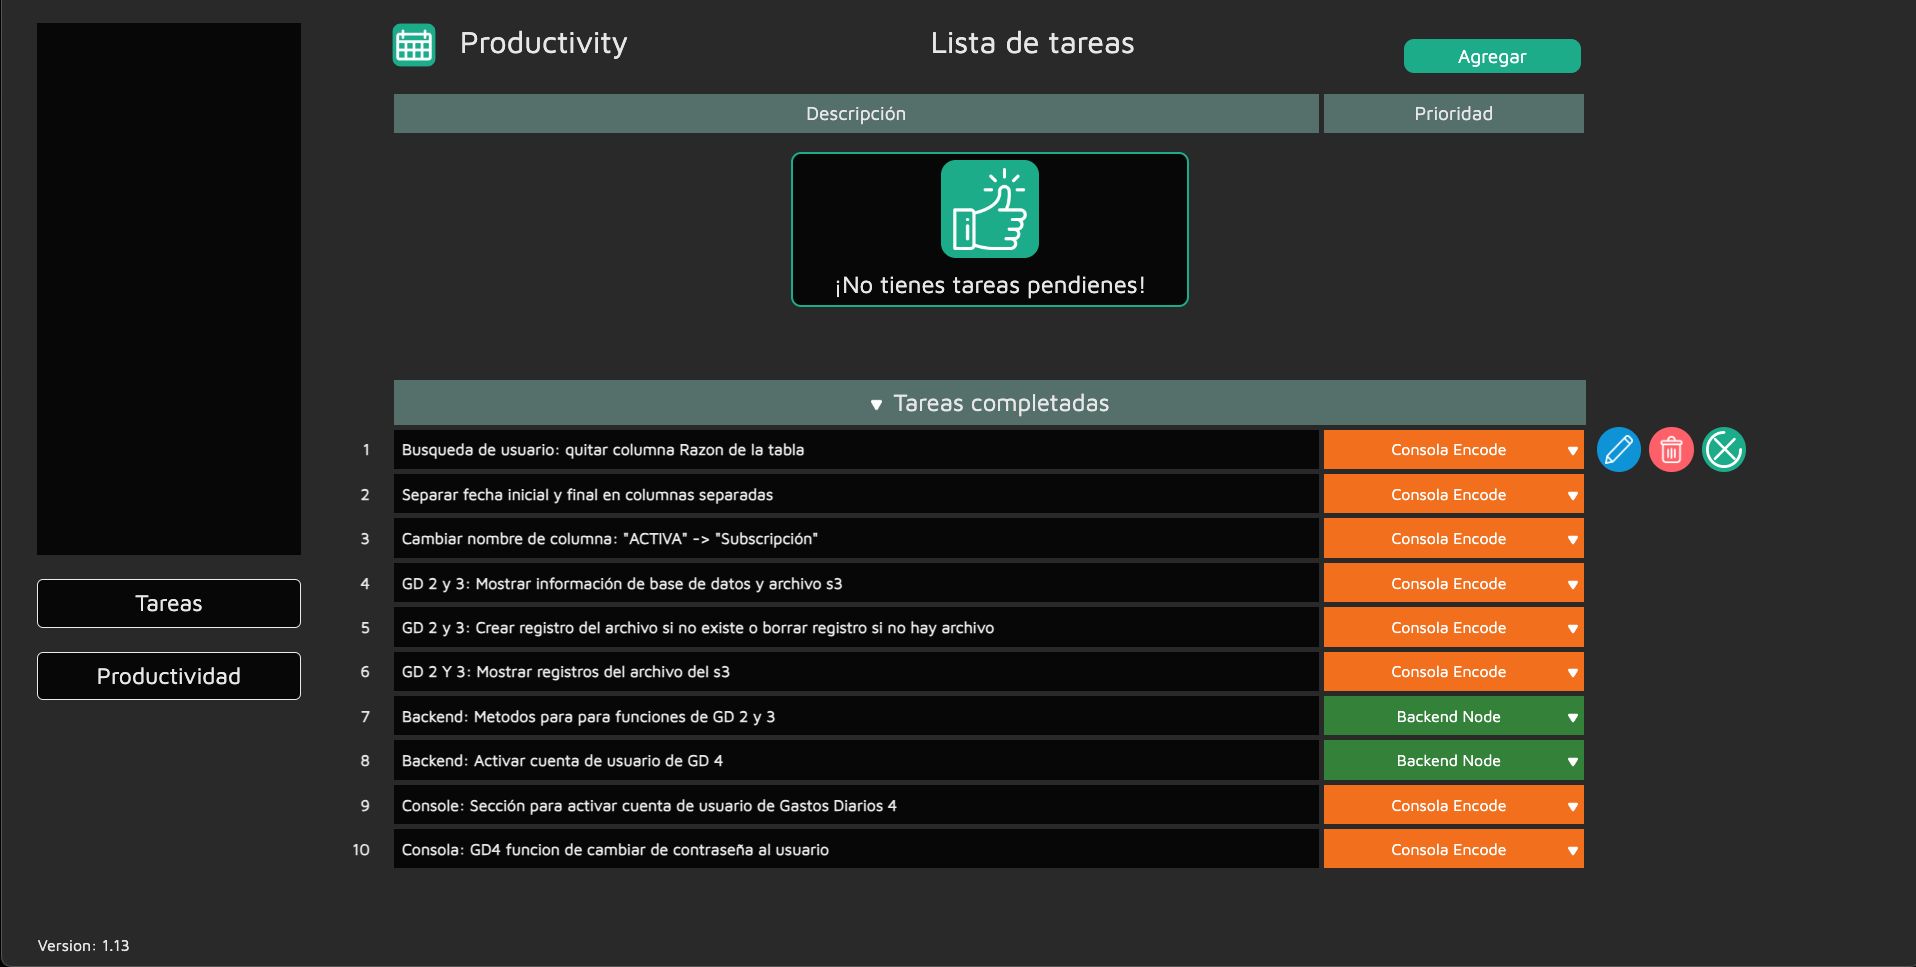 Productivity
Lista de tareas
Agregar
Descripción
Prioridad
¡No tienes tareas pendienes!
Tareas completadas
1 Busqueda de usuario: quitar columna Razon de la tabla Consola Encode
2 Separar fecha inicial y final en columnas separadas Consola Encode
3 Cambiar nombre de columna: "ACTIVA" -> "Subscripción" Consola Encode
4 GD 2 y 3: Mostrar información de base de datos y archivo s3 Consola Encode
5 GD 2 y 3: Crear registro del archivo si no existe o borrar registro si no hay archivo Consola Encode
6 GD 2 Y 3: Mostrar registros del archivo del s3 Consola Encode
7 Backend: Metodos para para funciones de GD 2 y 3 Backend Node
8 Backend: Activar cuenta de usuario de GD 4 Backend Node
9 Console: Sección para activar cuenta de usuario de Gastos Diarios 4 Consola Encode
10 Consola: GD4 funcion de cambiar de contraseña al usuario Consola Encode
Tareas
Productividad
Version: 1.13